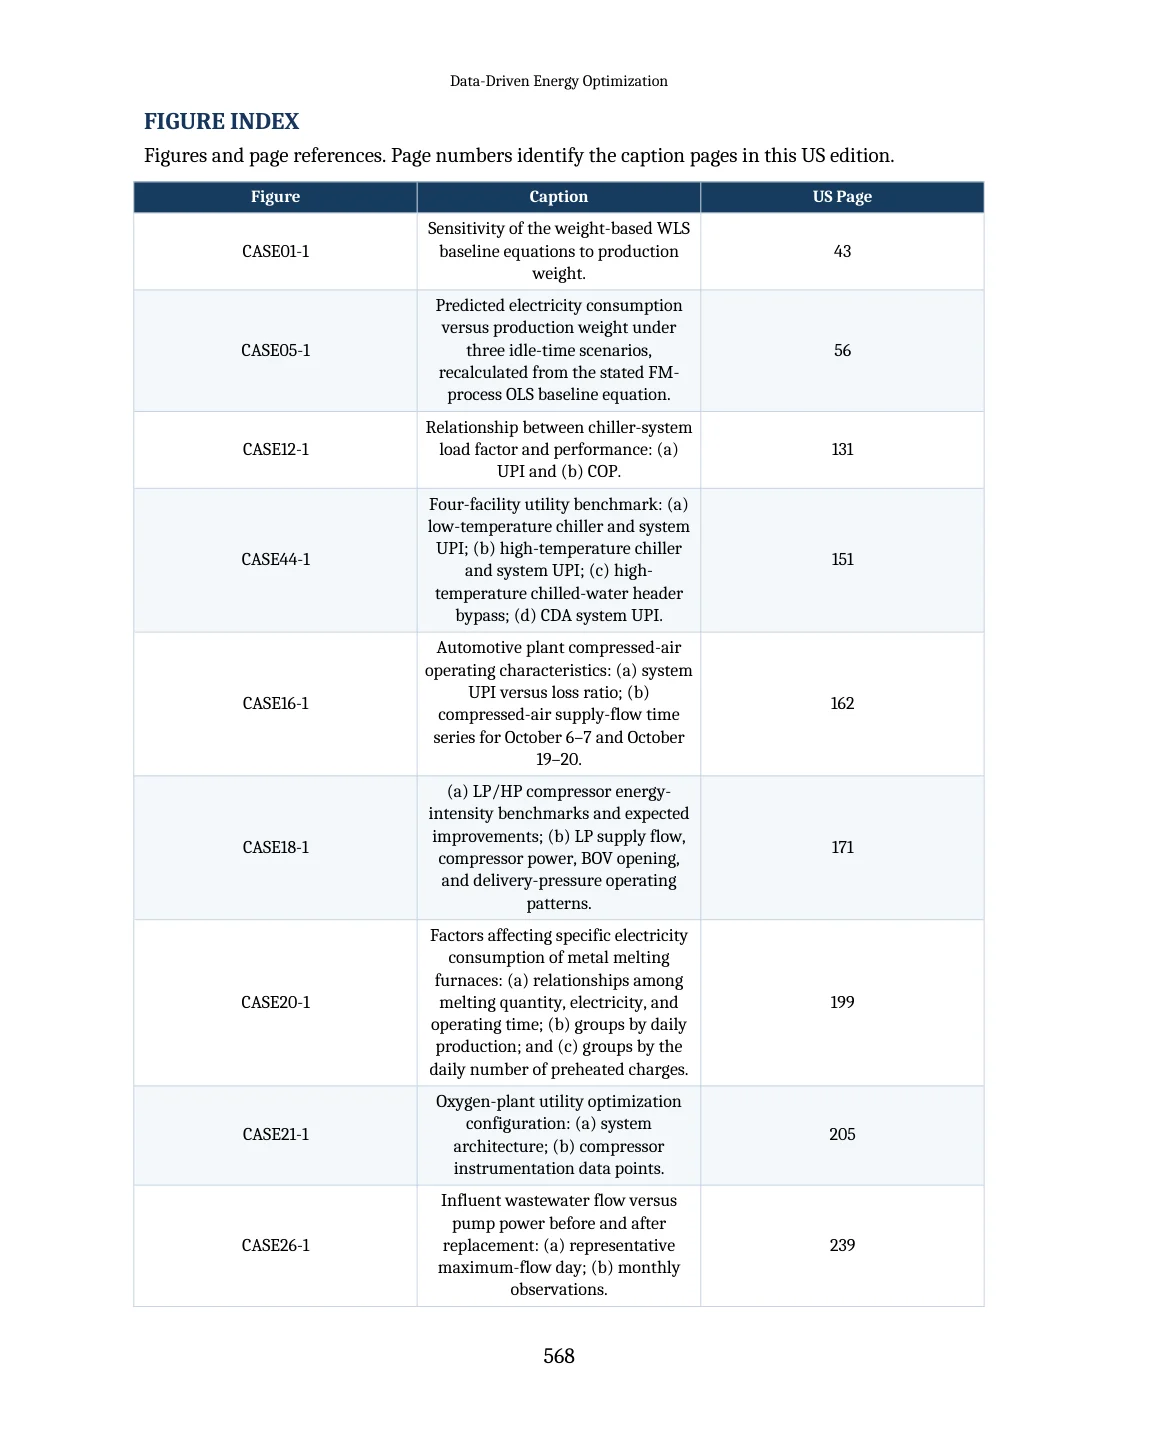 Data-Driven Energy Optimization
FIGURE INDEX
Figures and page references. Page numbers identify the caption pages in this US edition.
Figure Caption US Page
CASE01-1
Sensitivity of the weight-based WLS
baseline equations to production
weight.
43
CASE05-1
Predicted electricity consumption
versus production weight under
three idle-time scenarios,
recalculated from the stated FM-
process OLS baseline equation.
56
CASE12-1
Relationship between chiller-system
load factor and performance: (a)
UPI and (b) COP.
131
CASE44-1
Four-facility utility benchmark: (a)
low-temperature chiller and system
UPI; (b) high-temperature chiller
and system UPI; (c) high-
temperature chilled-water header
bypass; (d) CDA system UPI.
151
CASE16-1
Automotive plant compressed-air
operating characteristics: (a) system
UPI versus loss ratio; (b)
compressed-air supply-flow time
series for October 6–7 and October
19–20.
162
CASE18-1
(a) LP/HP compressor energy-
intensity benchmarks and expected
improvements; (b) LP supply flow,
compressor power, BOV opening,
and delivery-pressure operating
patterns.
171
CASE20-1
Factors affecting specific electricity
consumption of metal melting
furnaces: (a) relationships among
melting quantity, electricity, and
operating time; (b) groups by daily
production; and (c) groups by the
daily number of preheated charges.
199
CASE21-1
Oxygen-plant utility optimization
configuration: (a) system
architecture; (b) compressor
instrumentation data points.
205
CASE26-1
Influent wastewater flow versus
pump power before and after
replacement: (a) representative
maximum-flow day; (b) monthly
observations.
239
568